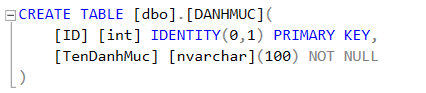 CREATE TABLE [dbo].[DANHMUC](
    [ID] [int] IDENTITY(0,1) PRIMARY KEY,
    [TenDanhMuc] [nvarchar](100) NOT NULL
)